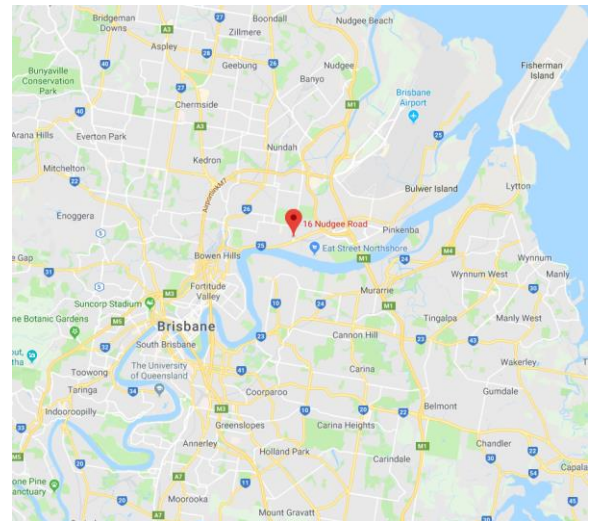 Bridgeman
Downs
Boondall
Zillmere
Nudgee Beach
Aspley
Geebung
Nudgee
Banyo
Fisherman
Island
Bunyaville
Conservation
Park
Chermside
Brisbane
Airport
Arana Hills
Everton Park
Kedron
Nundah
Mitchelton
AirportlinkM7
Bulwer Island
Lytton
Enoggera
16 Nudgee Road
Pinkenba
Bowen Hills
Eat Street Northshore
e Gap
Fortitude
Valley
Murarrie
Wynnum West
Wynnum
Manly
Suncorp Stadium
ne Botanic Gardens
Brisbane
Tingalpa
Manly West
South Brisbane
Cannon Hill
Toowong
The University
of Queensland
Carina
Wakerley
Taringa
Coorparoo
Gumdale
Indooroopilly
Belmont
Greenslopes
Carina Heights
Annerley
Holland Park
Chandler
Carindale
one Pine
anctuary
Capala
Moorooka
Mount Gravatt